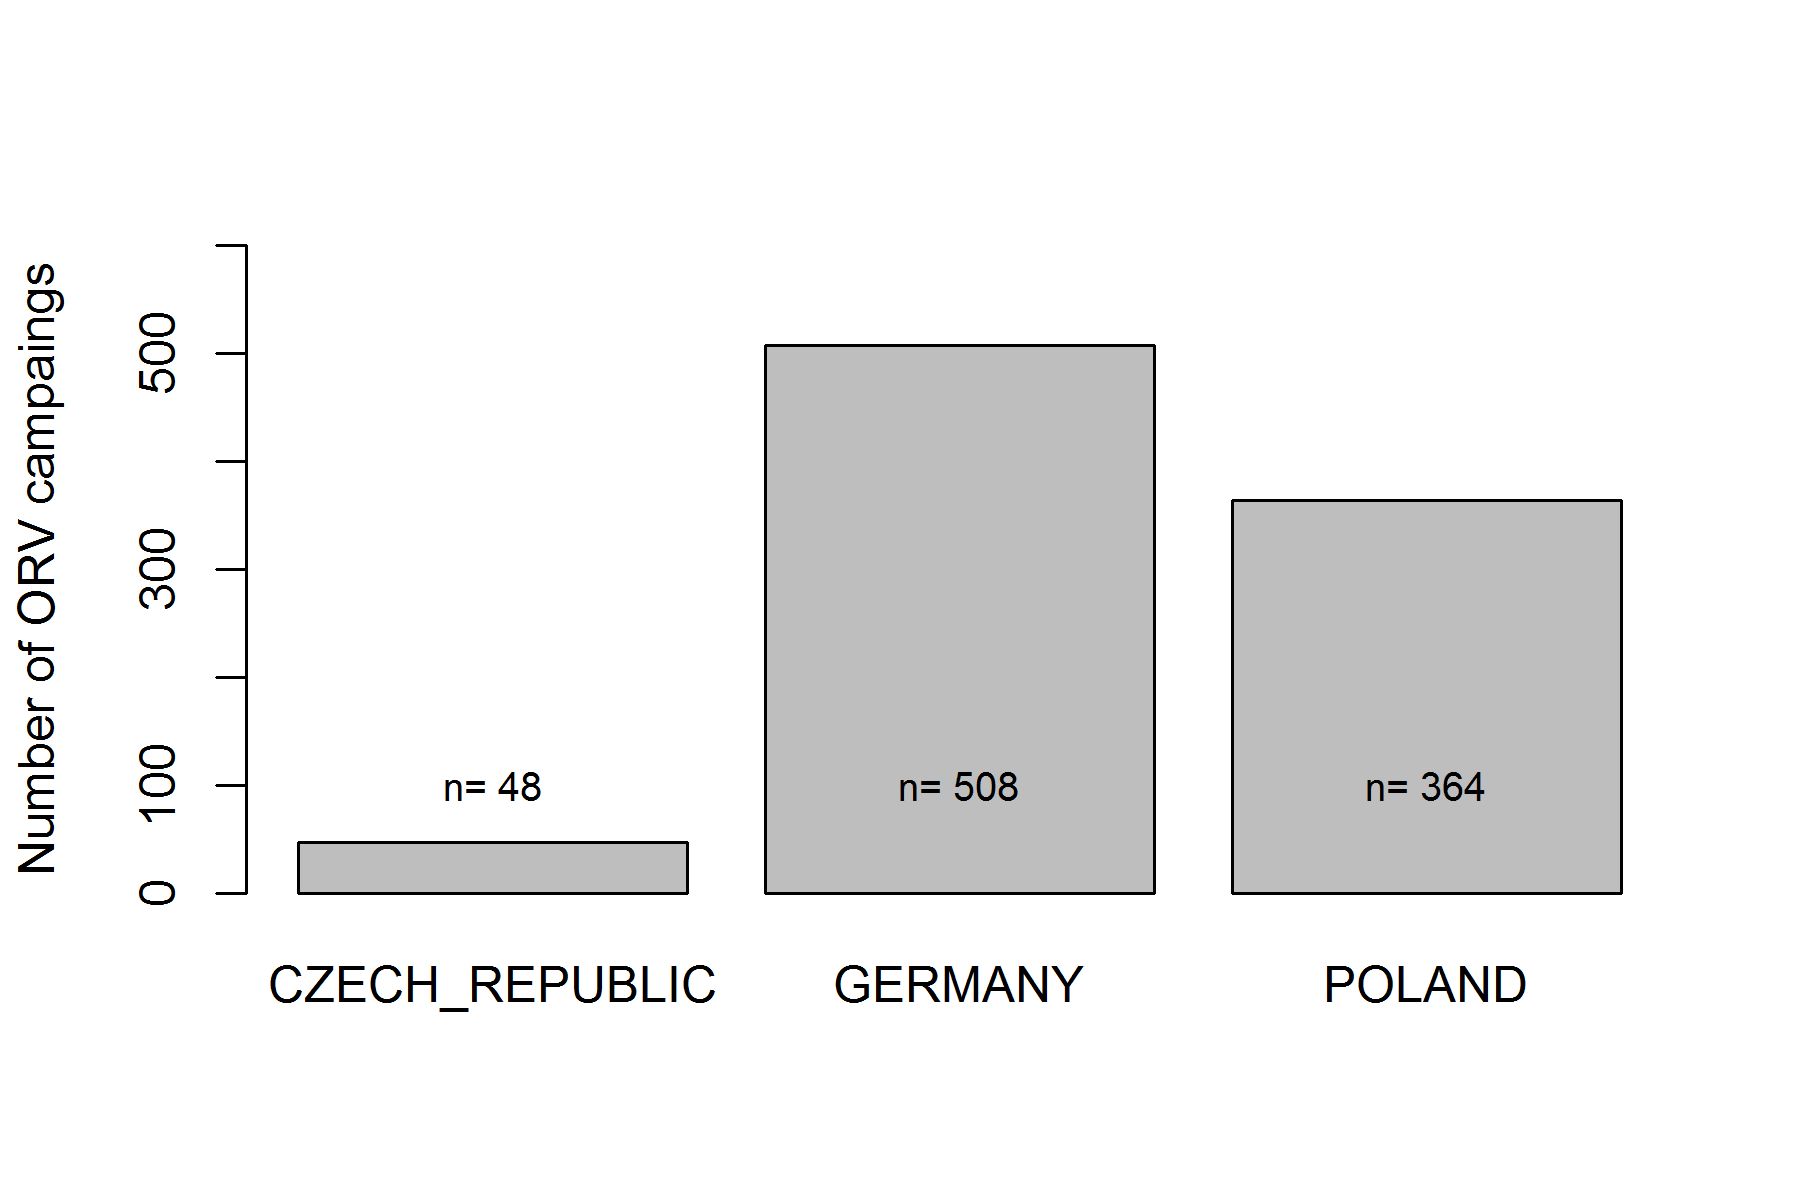 Number of ORV campaings
500
300
100
0
n= 48
n= 508
n= 364
CZECH_REPUBLIC
GERMANY
POLAND